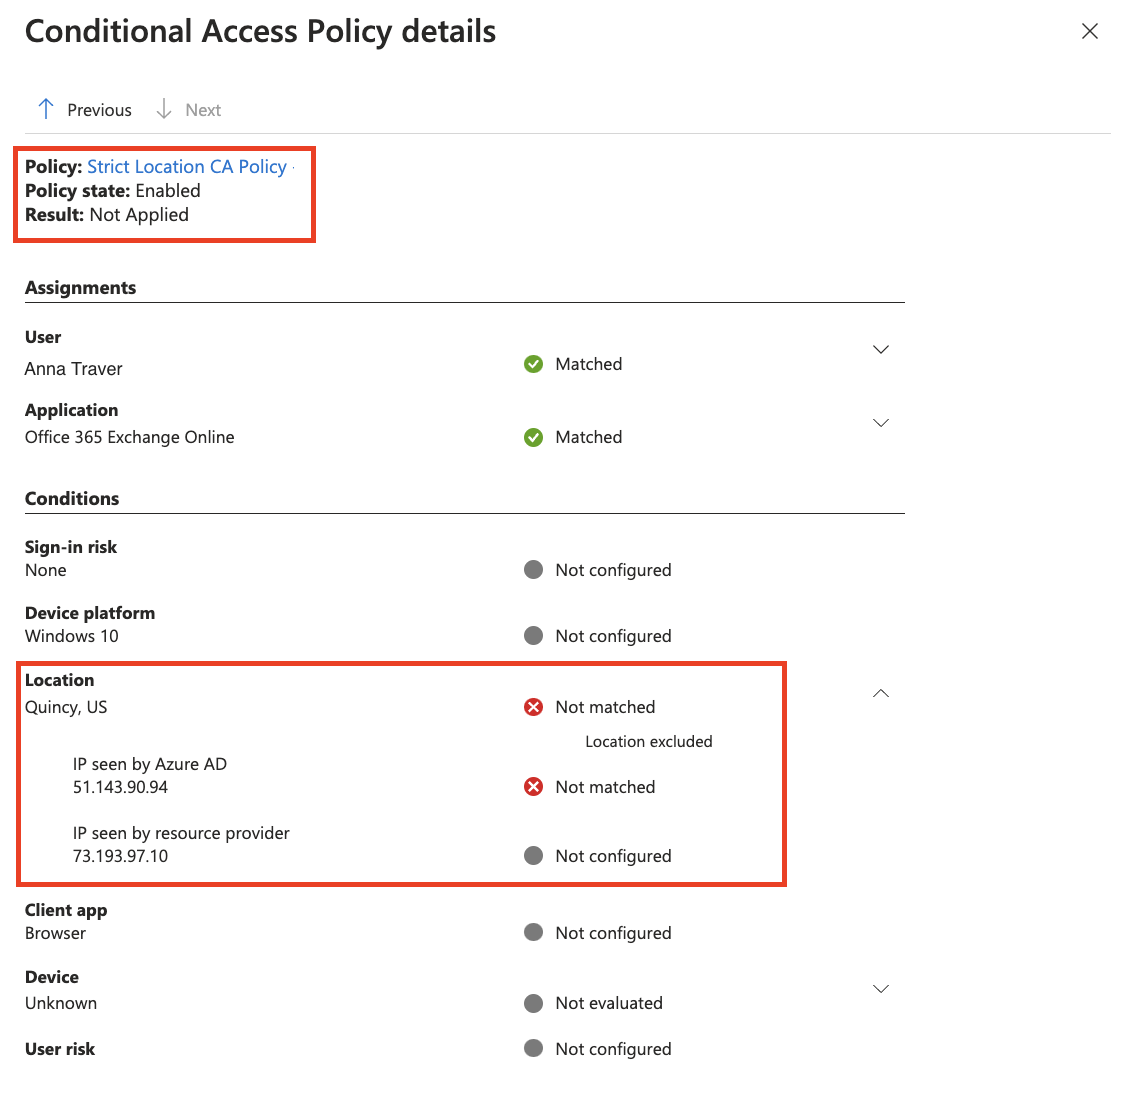 Conditional Access Policy details
Previous Next
Policy: Strict Location CA Policy
Policy state: Enabled
Result: Not Applied
Assignments
User
Anna Traver Matched
Application
Office 365 Exchange Online Matched
Conditions
Sign-in risk
None Not configured
Device platform
Windows 10 Not configured
Location
Quincy, US Not matched
Location excluded
IP seen by Azure AD
51.143.90.94 Not matched
IP seen by resource provider
73.193.97.10 Not configured
Client app
Browser Not configured
Device
Unknown Not evaluated
User risk Not configured